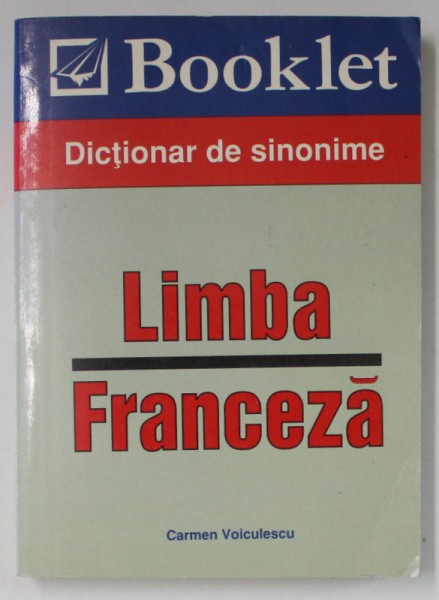 Booklet
Dicţionar de sinonime
Limba
Franceză
Carmen Voiculescu